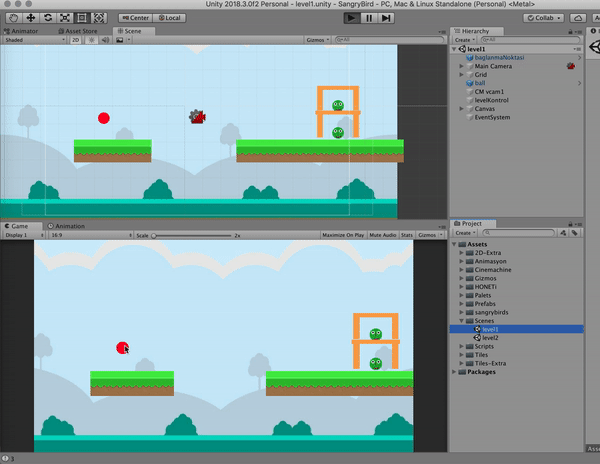 Unity 2018.3.0f2 Personal - level1.unity - SangryBird - PC, Mac & Linux Standalone (Personal) <Metal>
Center Local Collab Account
Animator Asset Store Scene Hierarchy
Shaded 2D Gizmos All Create All
level1
baglanmaNoktasi
Main Camera
Grid
ball
CM vcam1
levelKontrol
Canvas
EventSystem
Game Animation Project
Display 1 16:9 Scale 2x Maximize On Play Mute Audio Stats Gizmos Create
Assets
2D-Extra
Animasyon
Cinemachine
Gizmos
HONETi
Palets
Prefabs
sangrybirds
Scenes
level1
level2
Scripts
Tiles
Tiles-Extra
Packages